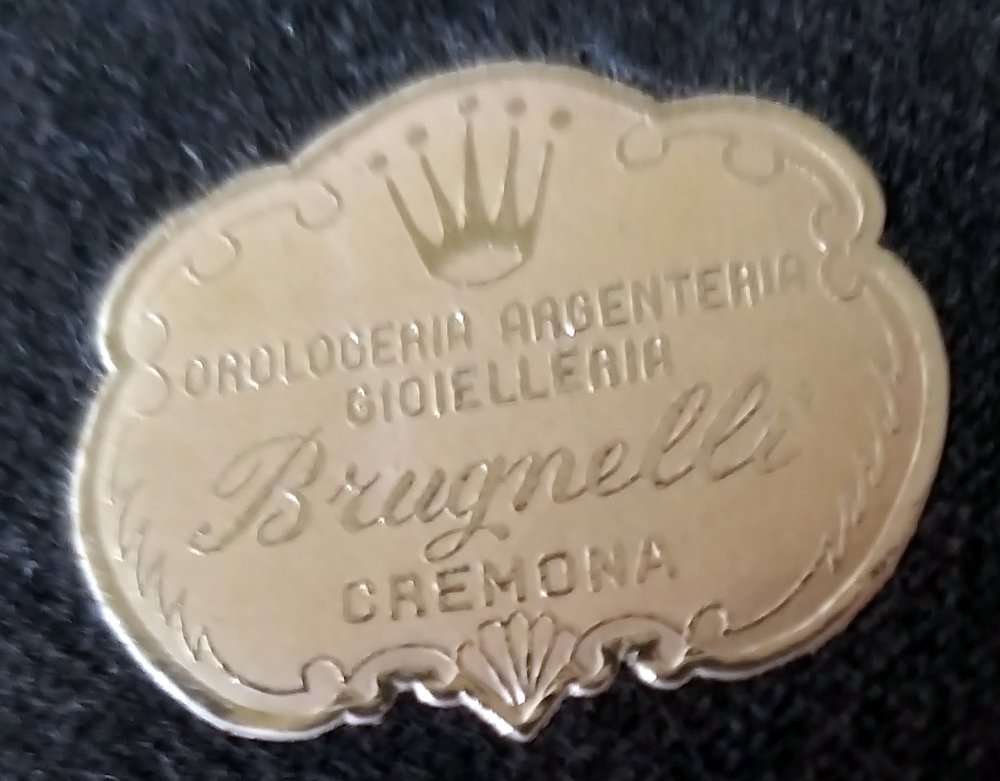 OROLOGERIA ARGENTERIA
GIOIELLERIA
Brugnelli
CREMONA